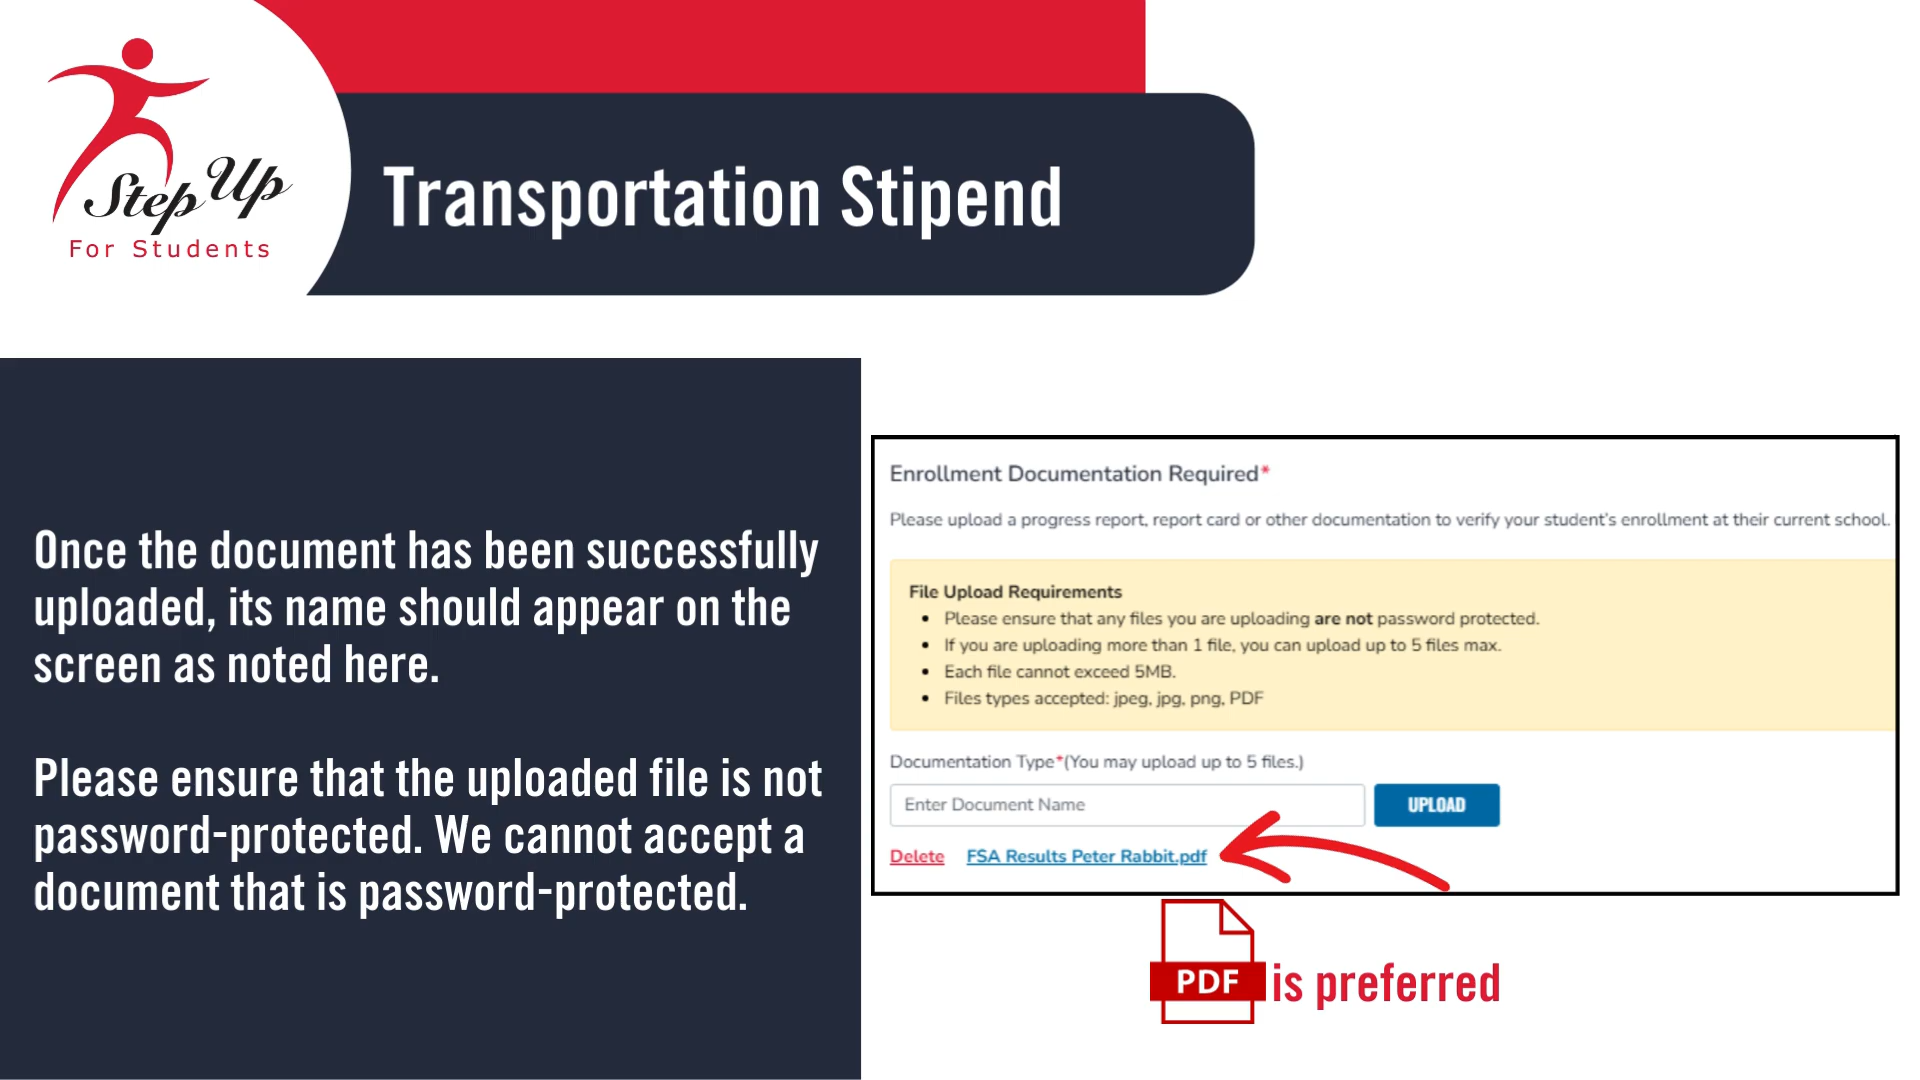 Step Up
For Students
Transportation Stipend
Once the document has been successfully
uploaded, its name should appear on the
screen as noted here.
Please ensure that the uploaded file is not
password-protected. We cannot accept a
document that is password-protected.
Enrollment Documentation Required*
Please upload a progress report, report card or other documentation to verify your student's enrollment at their current school.
File Upload Requirements
• Please ensure that any files you are uploading are not password protected.
• If you are uploading more than 1 file, you can upload up to 5 files max.
• Each file cannot exceed 5MB.
• Files types accepted: jpeg, jpg, png, PDF
Documentation Type*(You may upload up to 5 files.)
Enter Document Name
UPLOAD
Delete FSA Results Peter Rabbit.pdf
PDF is preferred